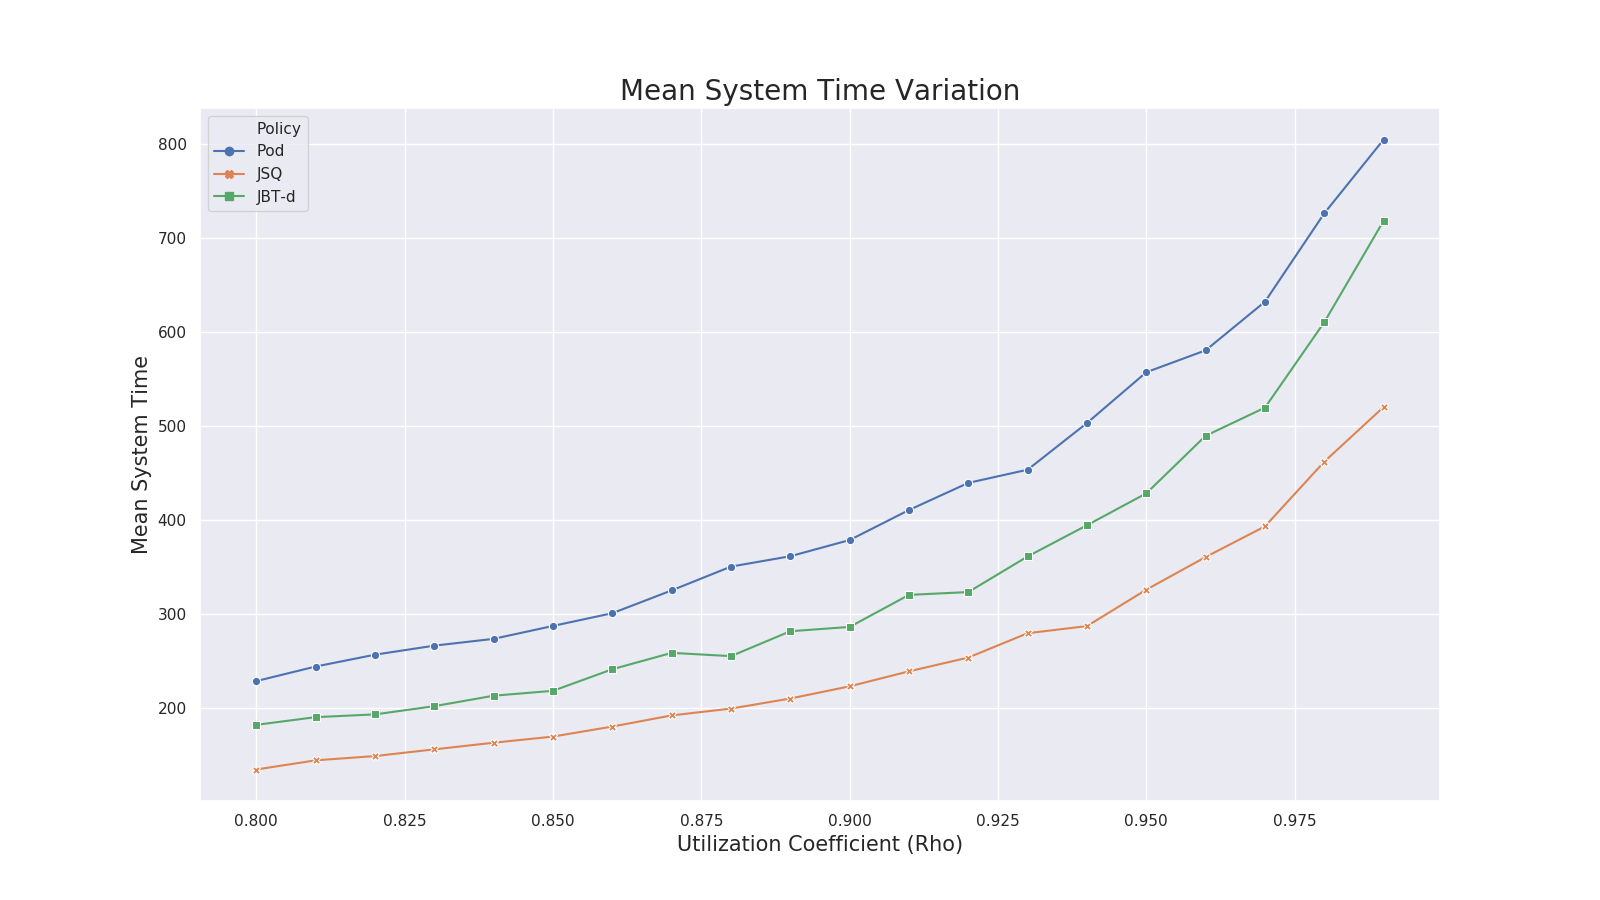 Mean System Time Variation
Policy
Pod
JSQ
JBT-d
800
700
600
500
400
300
200
Mean System Time
0.800 0.825 0.850 0.875 0.900 0.925 0.950 0.975
Utilization Coefficient (Rho)